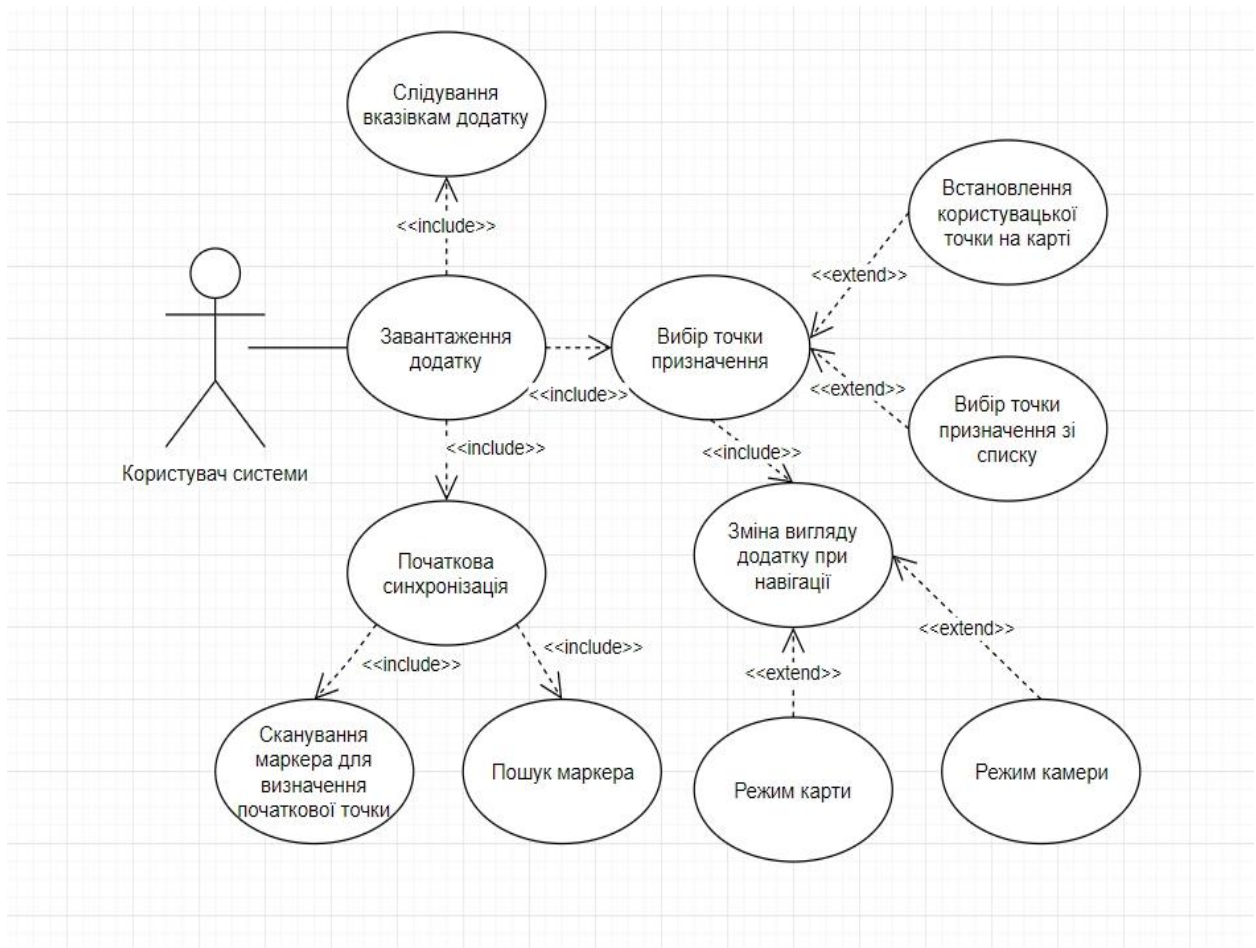 Слідування
вказівкам додатку
<<include>>
Встановлення
користувацької
точки на карті
<<extend>>
Завантаження
додатку
<<include>>
Вибір точки
призначення
<<extend>>
Вибір точки
призначення зі
списку
Користувач системи
<<include>>
<<include>>
Початкова
синхронізація
Зміна вигляду
додатку при
навігації
<<include>>
<<include>>
<<extend>>
<<extend>>
Сканування
маркера для
визначення
початкової точки
Пошук маркера
Режим карти
Режим камери